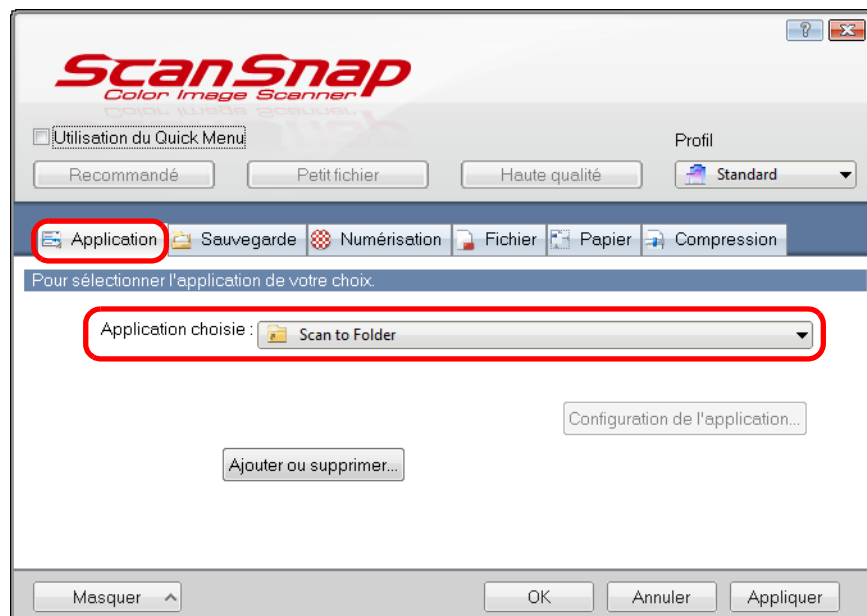 ScanSnap
Color Image Scanner
Utilisation du Quick Menu
Profil
Recommandé Petit fichier Haute qualité Standard
Application Sauvegarde Numérisation Fichier Papier Compression
Pour sélectionner l'application de votre choix.
Application choisie : Scan to Folder
Configuration de l'application...
Ajouter ou supprimer...
Masquer OK Annuler Appliquer